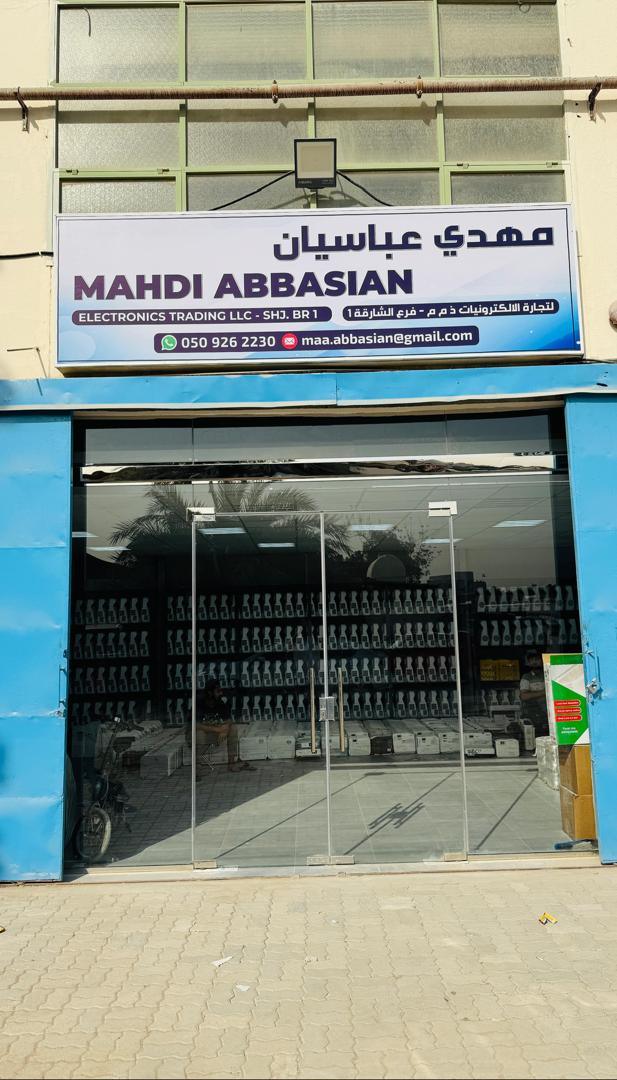 مهدي عباسيان
MAHDI ABBASIAN
ELECTRONICS TRADING LLC - SHJ. BR 1
لتجارة الالكترونيات ذ م م - فرع الشارقة 1
050 926 2230 maa.abbasian@gmail.com